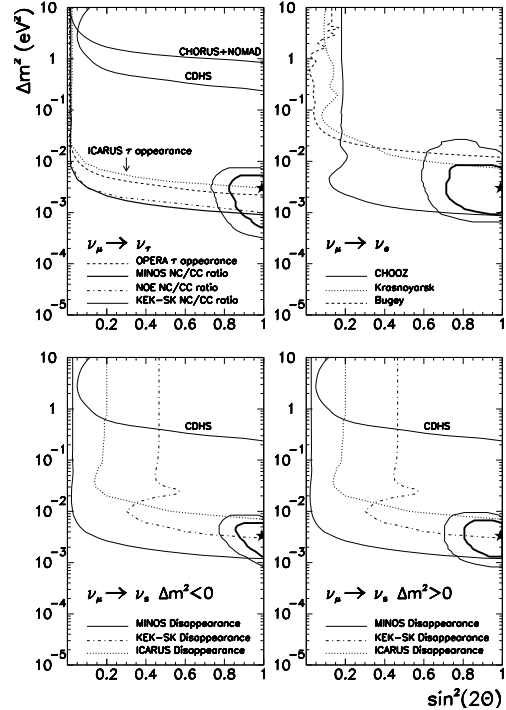 Δm² (eV²)
10
1
10⁻¹
10⁻²
10⁻³
10⁻⁴
10⁻⁵
CHORUS+NOMAD
CDHS
ICARUS τ appearance
νμ → ντ
OPERA τ appearance
MINOS NC/CC ratio
NOE NC/CC ratio
KEK-SK NC/CC ratio
0.2 0.4 0.6 0.8 1
10
1
10⁻¹
10⁻²
10⁻³
10⁻⁴
10⁻⁵
νμ → νe
CHOOZ
Krasnoyarsk
Bugey
0.2 0.4 0.6 0.8 1
10
1
10⁻¹
10⁻²
10⁻³
10⁻⁴
10⁻⁵
CDHS
νμ → νs Δm²<0
MINOS Disappearance
KEK-SK Disappearance
ICARUS Disappearance
0.2 0.4 0.6 0.8 1
10
1
10⁻¹
10⁻²
10⁻³
10⁻⁴
10⁻⁵
CDHS
νμ → νs Δm²>0
MINOS Disappearance
KEK-SK Disappearance
ICARUS Disappearance
0.2 0.4 0.6 0.8 1
sin²(2Θ)